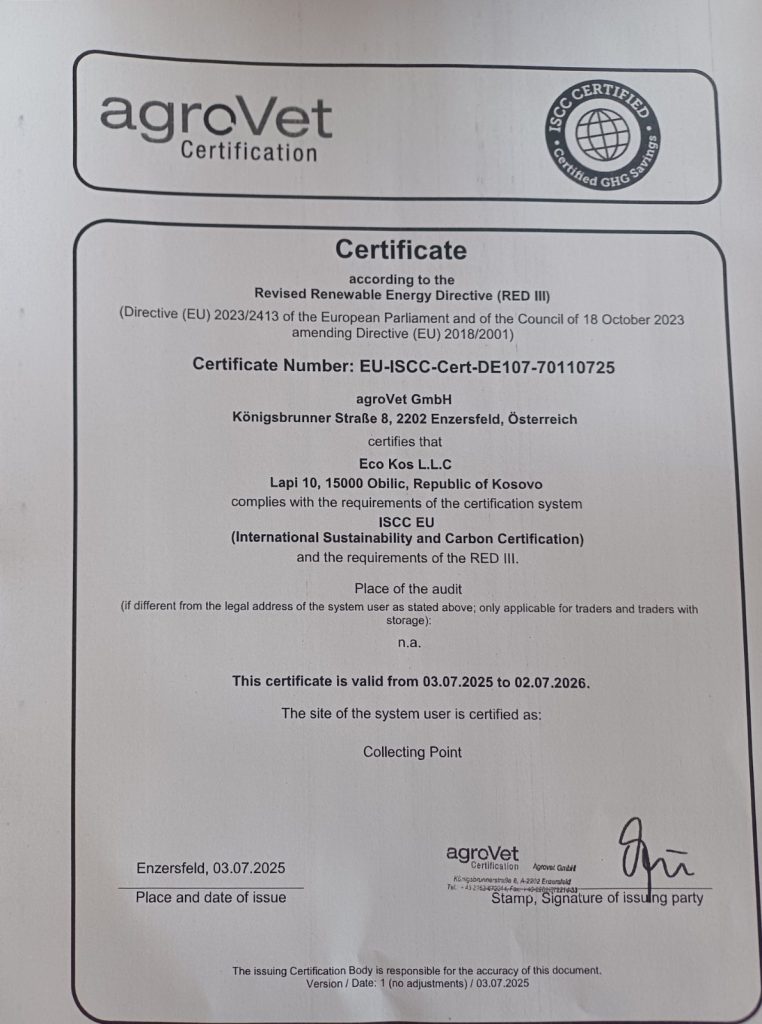 agroVet
Certification
ISCC CERTIFIED
Certified GHG Savings
Certificate
according to the
Revised Renewable Energy Directive (RED III)
(Directive (EU) 2023/2413 of the European Parliament and of the Council of 18 October 2023
amending Directive (EU) 2018/2001)
Certificate Number: EU-ISCC-Cert-DE107-70110725
agroVet GmbH
Königsbrunner Straße 8, 2202 Enzersfeld, Österreich
certifies that
Eco Kos L.L.C
Lapi 10, 15000 Obilic, Republic of Kosovo
complies with the requirements of the certification system
ISCC EU
(International Sustainability and Carbon Certification)
and the requirements of the RED III.
Place of the audit
(if different from the legal address of the system user as stated above; only applicable for traders and traders with
storage):
n.a.
This certificate is valid from 03.07.2025 to 02.07.2026.
The site of the system user is certified as:
Collecting Point
Enzersfeld, 03.07.2025
Place and date of issue
agroVet
Certification
Agrovet GmbH
Königsbrunnerstraße 8, A-2202 Enzersfeld
Tel.
Stamp, Signature of issuing party
The issuing Certification Body is responsible for the accuracy of this document.
Version / Date: 1 (no adjustments) / 03.07.2025